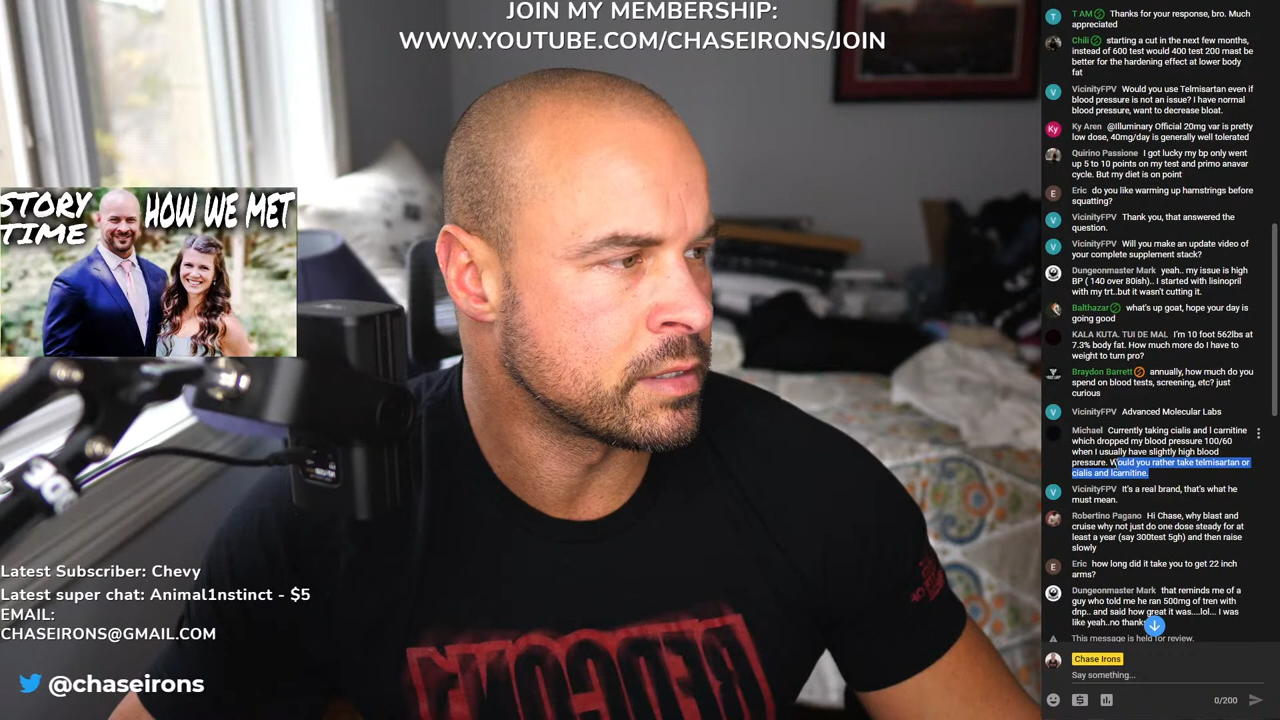 JOIN MY MEMBERSHIP:
WWW.YOUTUBE.COM/CHASEIRONS/JOIN
STORY HOW WE MET
TIME
Latest Subscriber: Chevy
Latest super chat: Animal1nstinct - $5
EMAIL:
CHASEIRONS@GMAIL.COM
@chaseirons
REDCON1
T AM Thanks for your response, bro. Much
appreciated
Chili starting a cut in the next few months,
instead of 600 test would 400 test 200 mast be
better for the hardening effect at lower body
fat
VicinityFPV Would you use Telmisartan even if
blood pressure is not an issue? I have normal
blood pressure, want to decrease bloat.
Ky Aren @Illuminary Official 20mg var is pretty
low dose, 40mg/day is generally well tolerated
Quirino Passione I got lucky my bp only went
up 5 to 10 points on my test and primo anavar
cycle. But my diet is on point
Eric do you like warming up hamstrings before
squatting?
VicinityFPV Thank you, that answered the
question.
VicinityFPV Will you make an update video of
your complete supplement stack?
Dungeonmaster Mark yeah.. my issue is high
BP ( 140 over 80ish).. I started with lisinopril
with my trt..but it wasn't cutting it.
Balthazar what's up goat, hope your day is
going good
KALA KUTA. TUI DE MAL I'm 10 foot 562lbs at
7.3% body fat. How much more do I have to
weight to turn pro?
Braydon Barrett annually, how much do you
spend on blood tests, screening, etc? just
curious
VicinityFPV Advanced Molecular Labs
Michael Currently taking cialis and l carnitine
which dropped my blood pressure 100/60
when I usually have slightly high blood
pressure. Would you rather take telmisartan or
cialis and lcarnitine.
VicinityFPV It's a real brand, that's what he
must mean.
Robertino Pagano Hi Chase, why blast and
cruise why not just do one dose steady for at
least a year (say 300test 5gh) and then raise
slowly
Eric how long did it take you to get 22 inch
arms?
Dungeonmaster Mark that reminds me of a
guy who told me he ran 500mg of tren with
dnp.. and said how great it was....lol... I was
like yeah..no thank
This message is held for review.
Chase Irons
Say something...
0/200